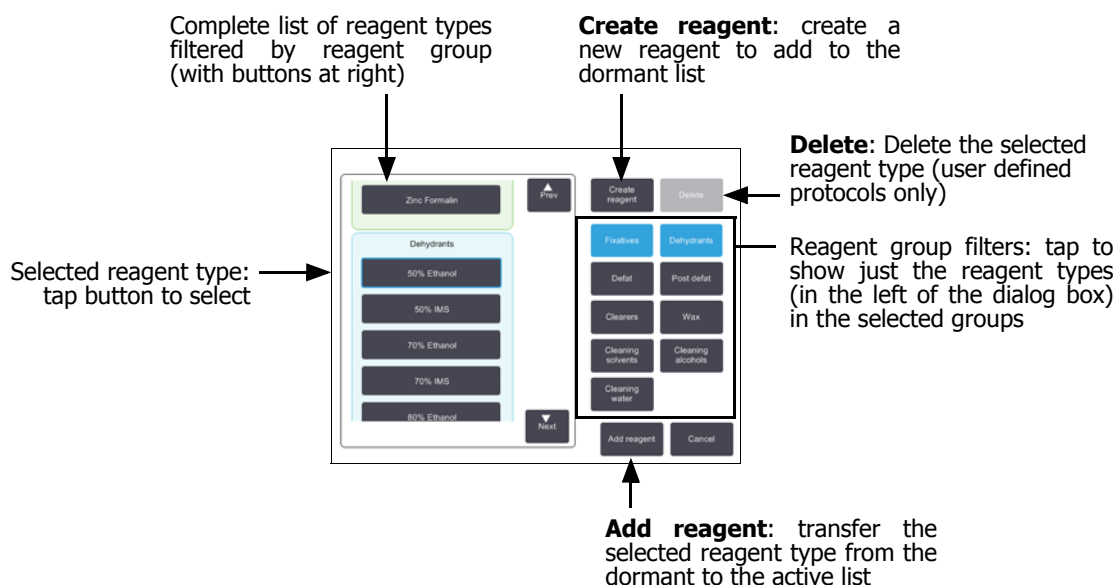 Complete list of reagent types
filtered by reagent group
(with buttons at right)
Create reagent: create a
new reagent to add to the
dormant list
Delete: Delete the selected
reagent type (user defined
protocols only)
Reagent group filters: tap to
show just the reagent types
(in the left of the dialog box)
in the selected groups
Selected reagent type:
tap button to select
Zinc Formalin
Dehydrants
50% Ethanol
50% IMS
70% Ethanol
70% IMS
80% Ethanol
Prev
Next
Create
reagent
Delete
Fixatives
Dehydrants
Defat
Post defat
Clearers
Wax
Cleaning
solvents
Cleaning
alcohols
Cleaning
water
Add reagent
Cancel
Add reagent: transfer the
selected reagent type from the
dormant to the active list